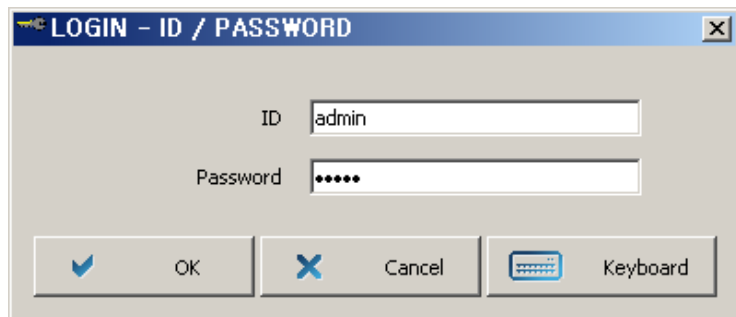 LOGIN - ID / PASSWORD
ID admin
Password •••••
OK Cancel Keyboard